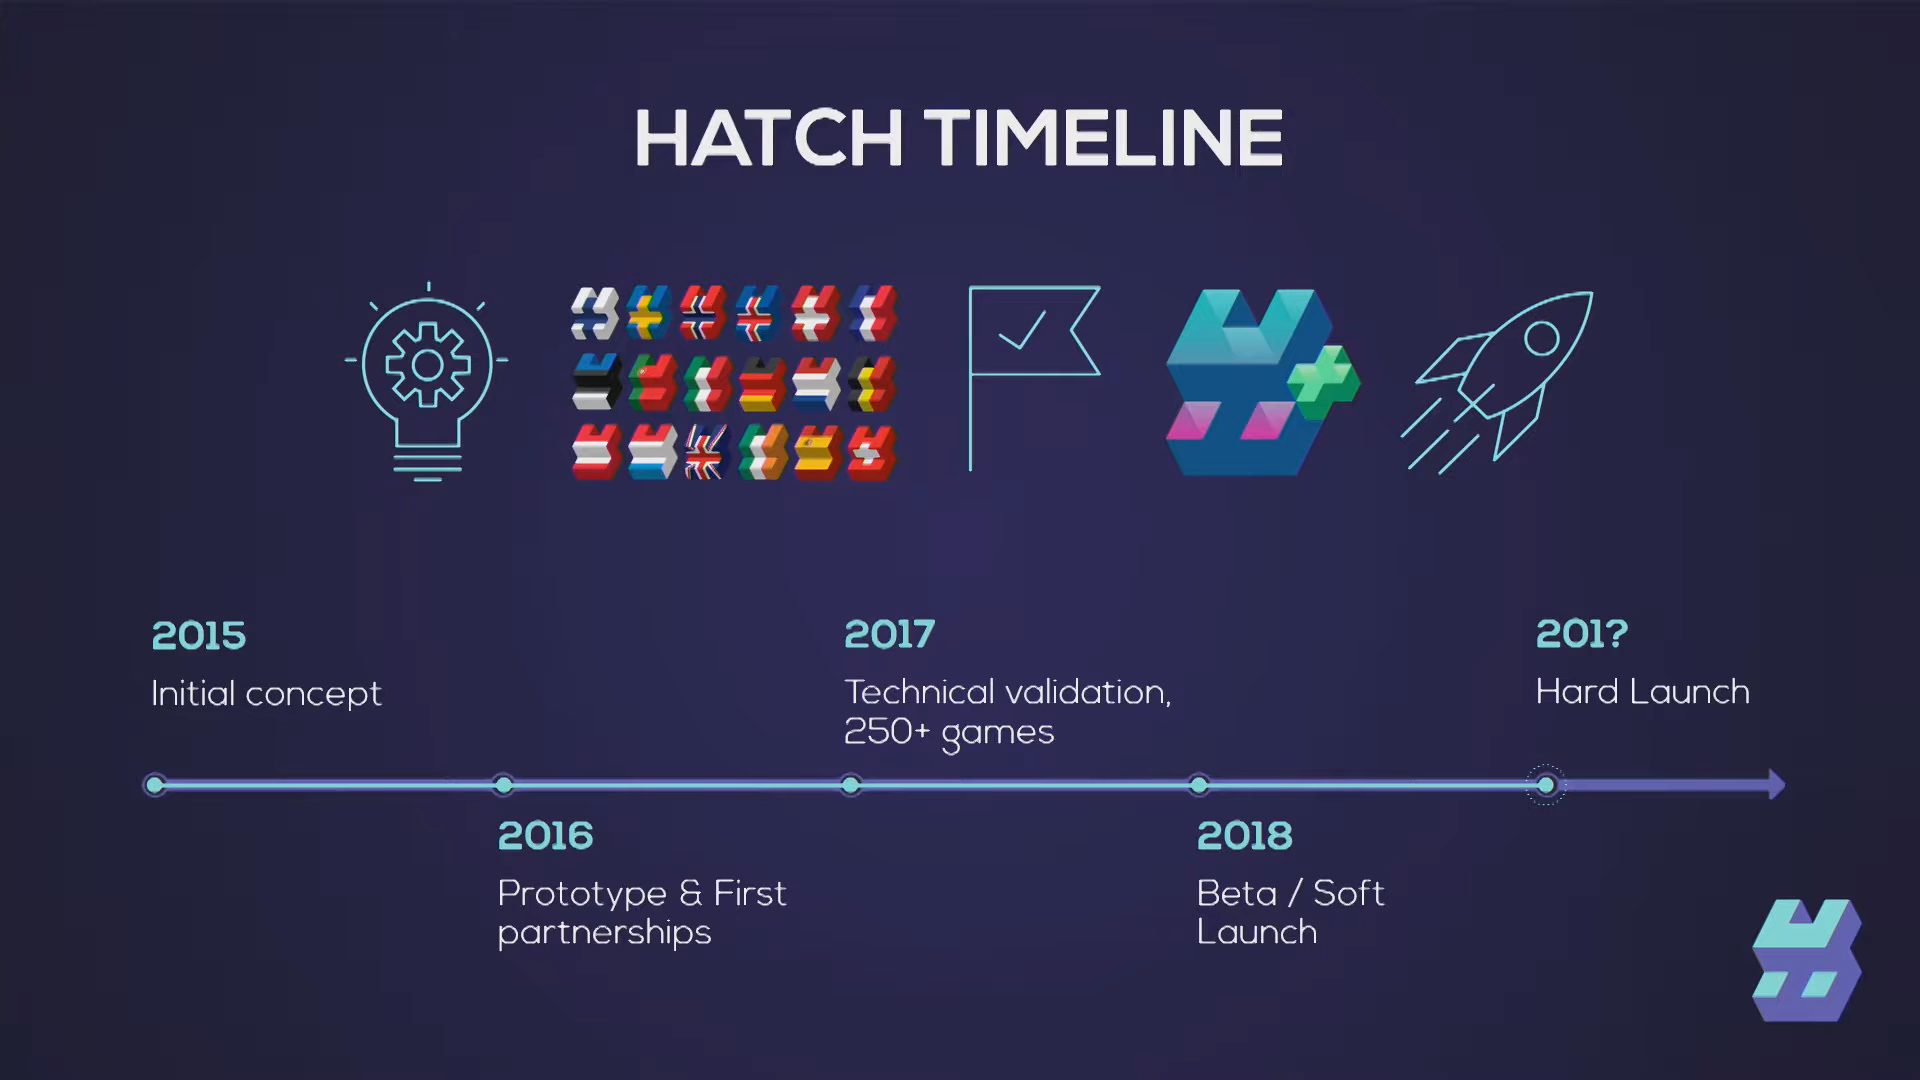 HATCH TIMELINE
2015
Initial concept
2016
Prototype & First
partnerships
2017
Technical validation,
250+ games
2018
Beta / Soft
Launch
201?
Hard Launch